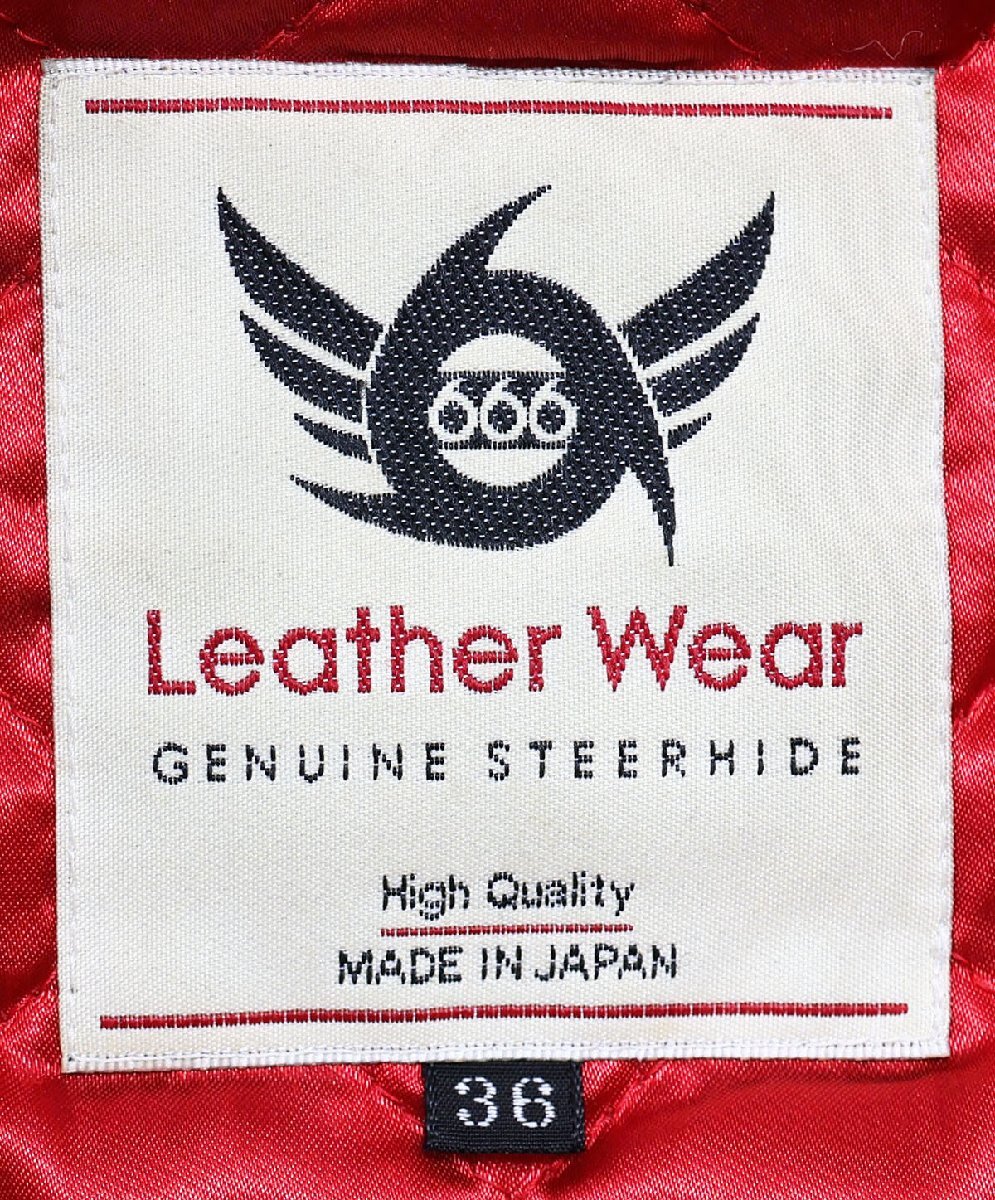 666
Leather Wear
GENUINE STEERHIDE
High Quality
MADE IN JAPAN
36